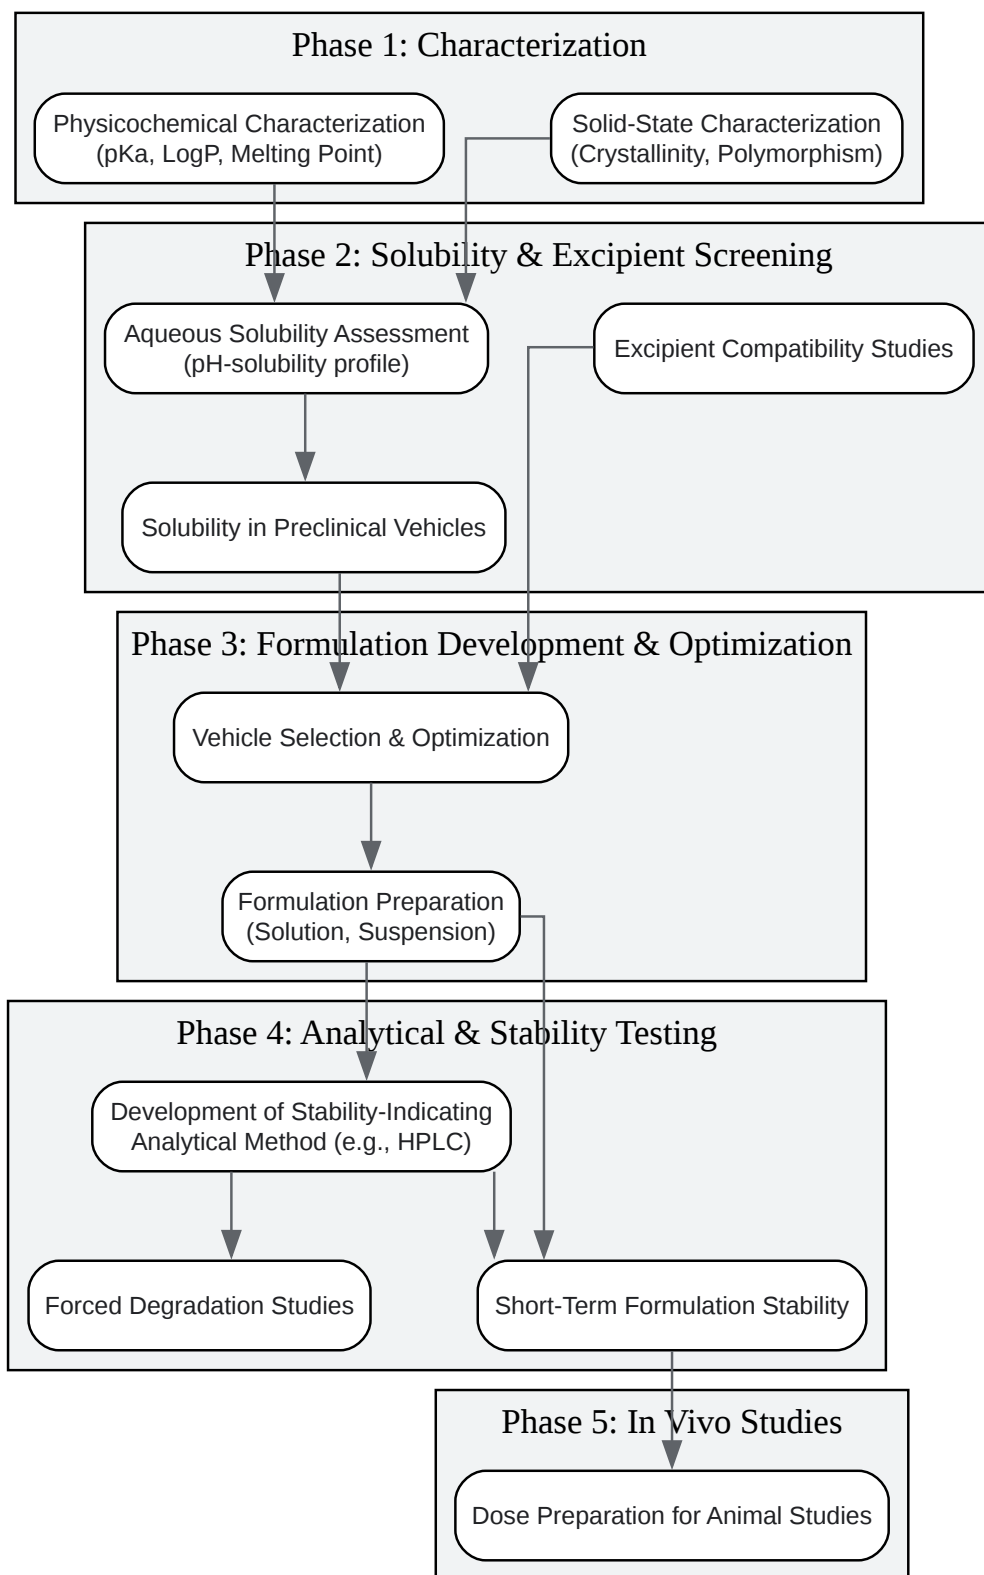 Phase 1: Characterization
Physicochemical Characterization
(pKa, LogP, Melting Point)
Solid-State Characterization
(Crystallinity, Polymorphism)
Phase 2: Solubility & Excipient Screening
Aqueous Solubility Assessment
(pH-solubility profile)
Excipient Compatibility Studies
Solubility in Preclinical Vehicles
Phase 3: Formulation Development & Optimization
Vehicle Selection & Optimization
Formulation Preparation
(Solution, Suspension)
Phase 4: Analytical & Stability Testing
Development of Stability-Indicating
Analytical Method (e.g., HPLC)
Forced Degradation Studies
Short-Term Formulation Stability
Phase 5: In Vivo Studies
Dose Preparation for Animal Studies